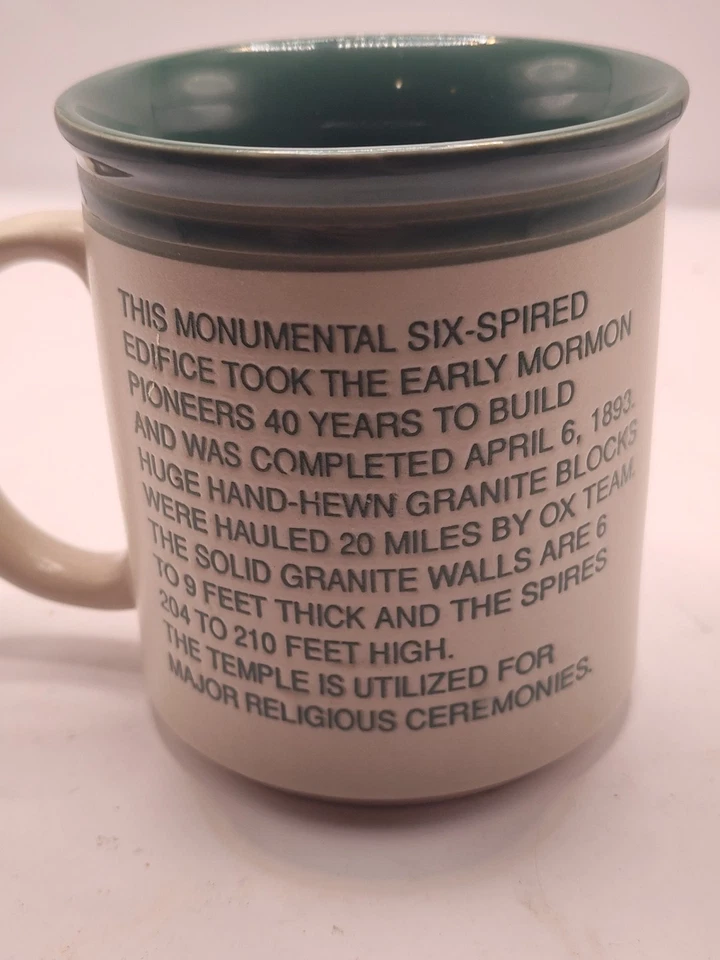 THIS MONUMENTAL SIX-SPIRED
EDIFICE TOOK THE EARLY MORMON
PIONEERS 40 YEARS TO BUILD
AND WAS COMPLETED APRIL 6, 1893.
HUGE HAND-HEWN GRANITE BLOCKS
WERE HAULED 20 MILES BY OX TEAM.
THE SOLID GRANITE WALLS ARE 6
TO 9 FEET THICK AND THE SPIRES
204 TO 210 FEET HIGH.
THE TEMPLE IS UTILIZED FOR
MAJOR RELIGIOUS CEREMONIES.